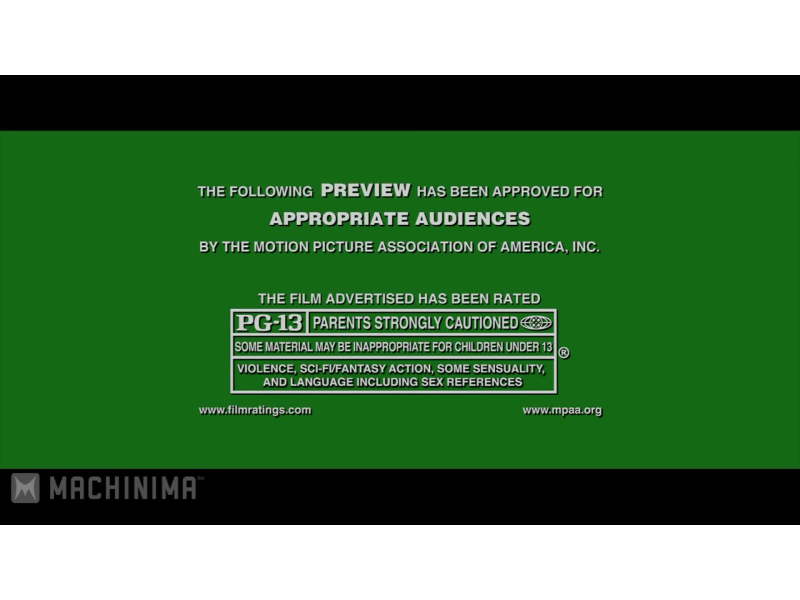 THE FOLLOWING PREVIEW HAS BEEN APPROVED FOR
APPROPRIATE AUDIENCES
BY THE MOTION PICTURE ASSOCIATION OF AMERICA, INC.
THE FILM ADVERTISED HAS BEEN RATED
PG-13 PARENTS STRONGLY CAUTIONED
SOME MATERIAL MAY BE INAPPROPRIATE FOR CHILDREN UNDER 13 ®
VIOLENCE, SCI-FI/FANTASY ACTION, SOME SENSUALITY,
AND LANGUAGE INCLUDING SEX REFERENCES
www.filmratings.com www.mpaa.org
MACHINIMA™